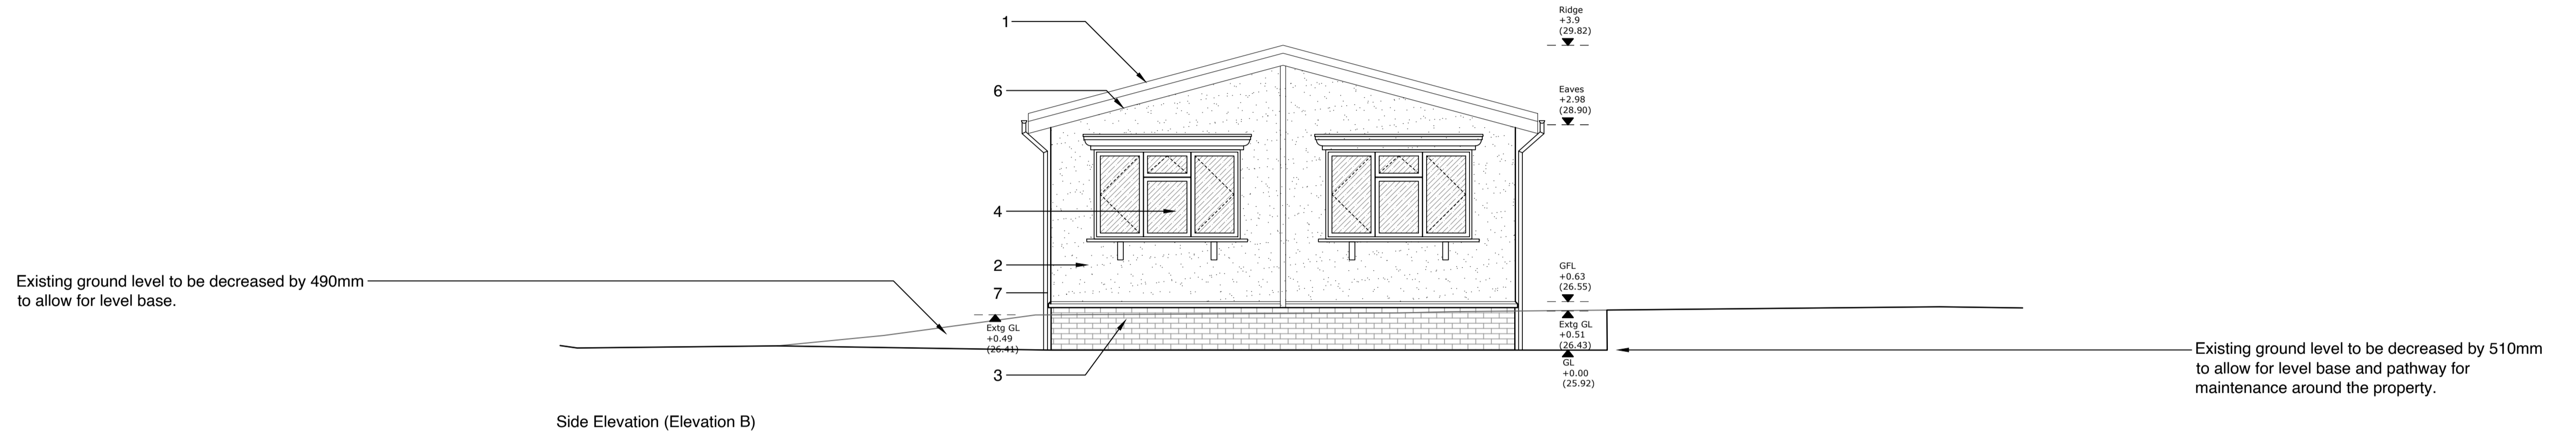 1
Ridge
+3.9
(29.82)
6
Eaves
+2.98
(28.90)
4
2
GFL
+0.63
(26.55)
Existing ground level to be decreased by 490mm
to allow for level base.
7
Extg GL
+0.49
(26.41)
Extg GL
+0.51
(26.43)
GL
+0.00
(25.92)
3
Existing ground level to be decreased by 510mm
to allow for level base and pathway for
maintenance around the property.
Side Elevation (Elevation B)